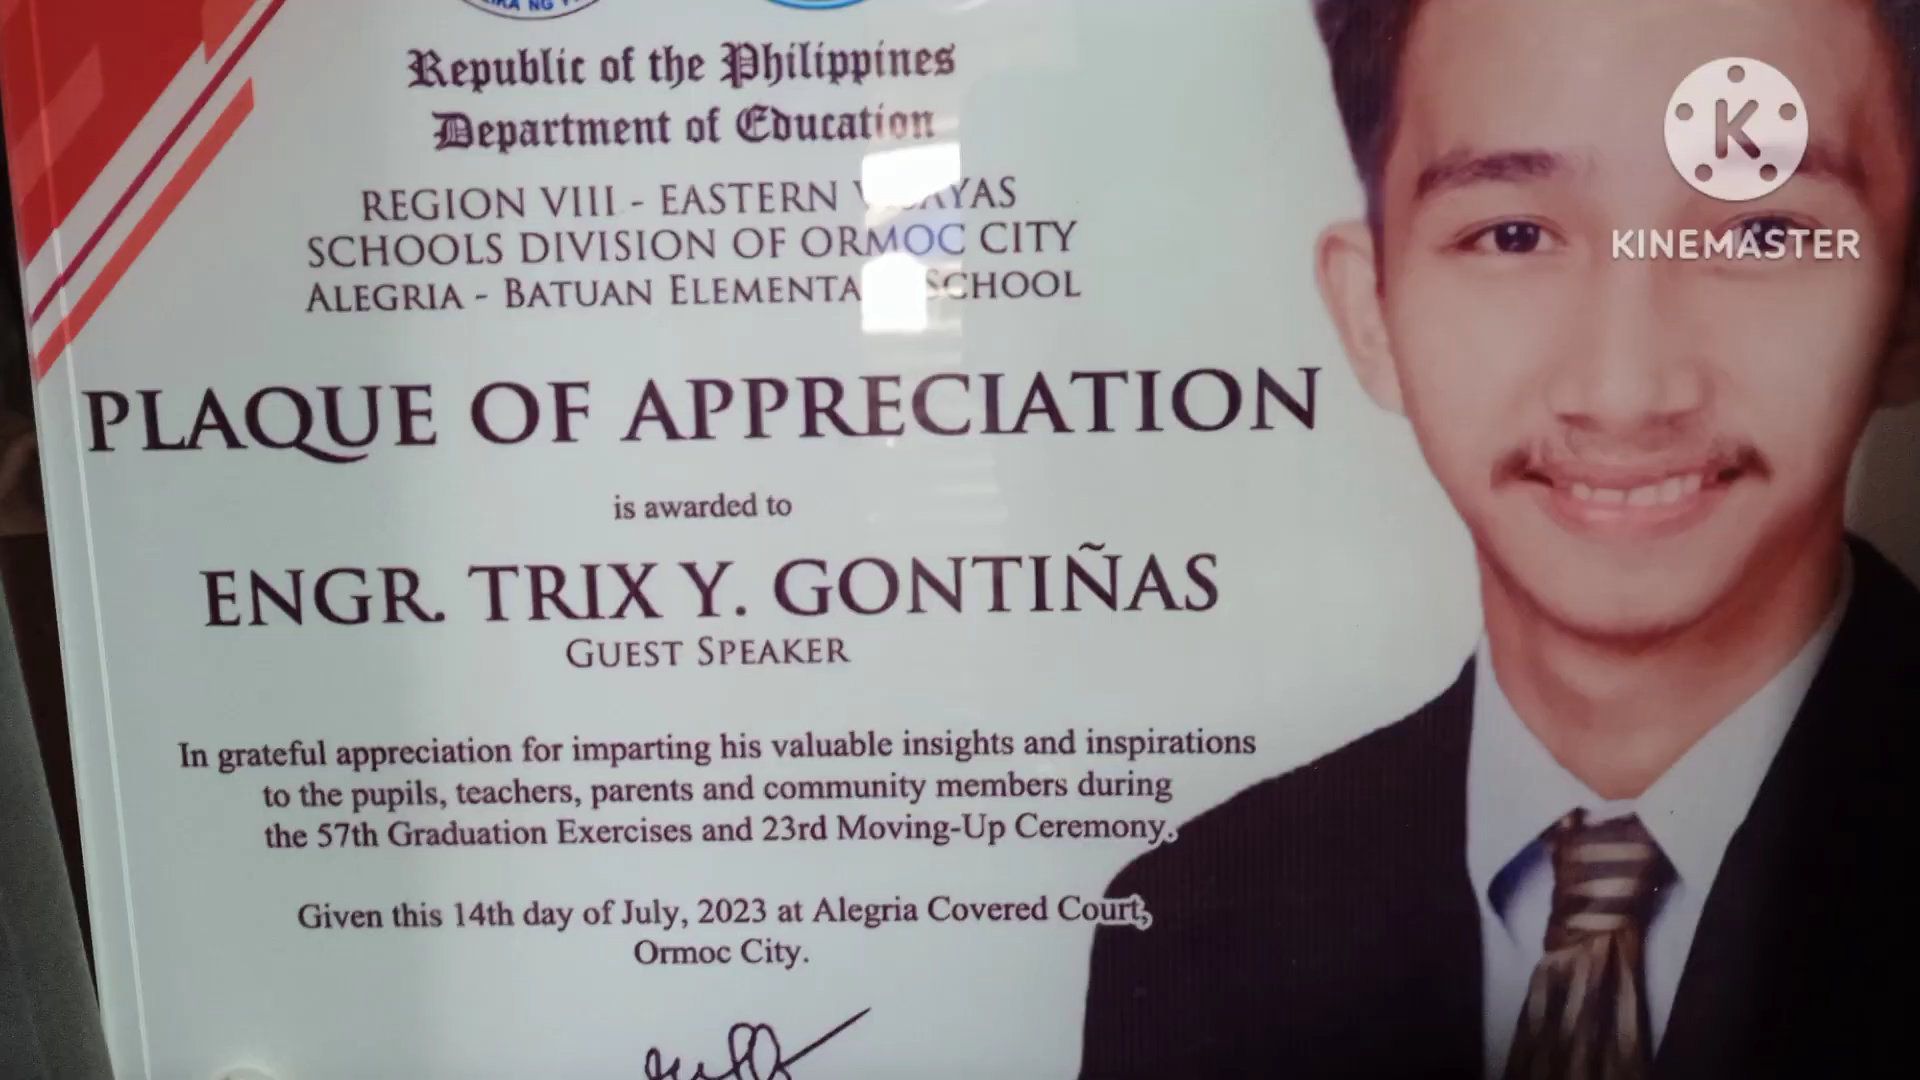 Republic of the Philippines
Department of Education
REGION VIII - EASTERN
SCHOOLS DIVISION OF ORMOC CITY
ALEGRIA - BATUAN SCHOOL
PLAQUE OF APPRECIATION
is awarded to
ENGR. TRIX Y. GONTIÑAS
GUEST SPEAKER
In grateful appreciation for imparting his valuable insights and inspirations
to the pupils, teachers, parents and community members during
the 57th Graduation Exercises and 23rd Moving-Up Ceremony.
Given this 14th day of July, 2023 at Alegria Covered Court,
Ormoc City.
K
KINEMASTER